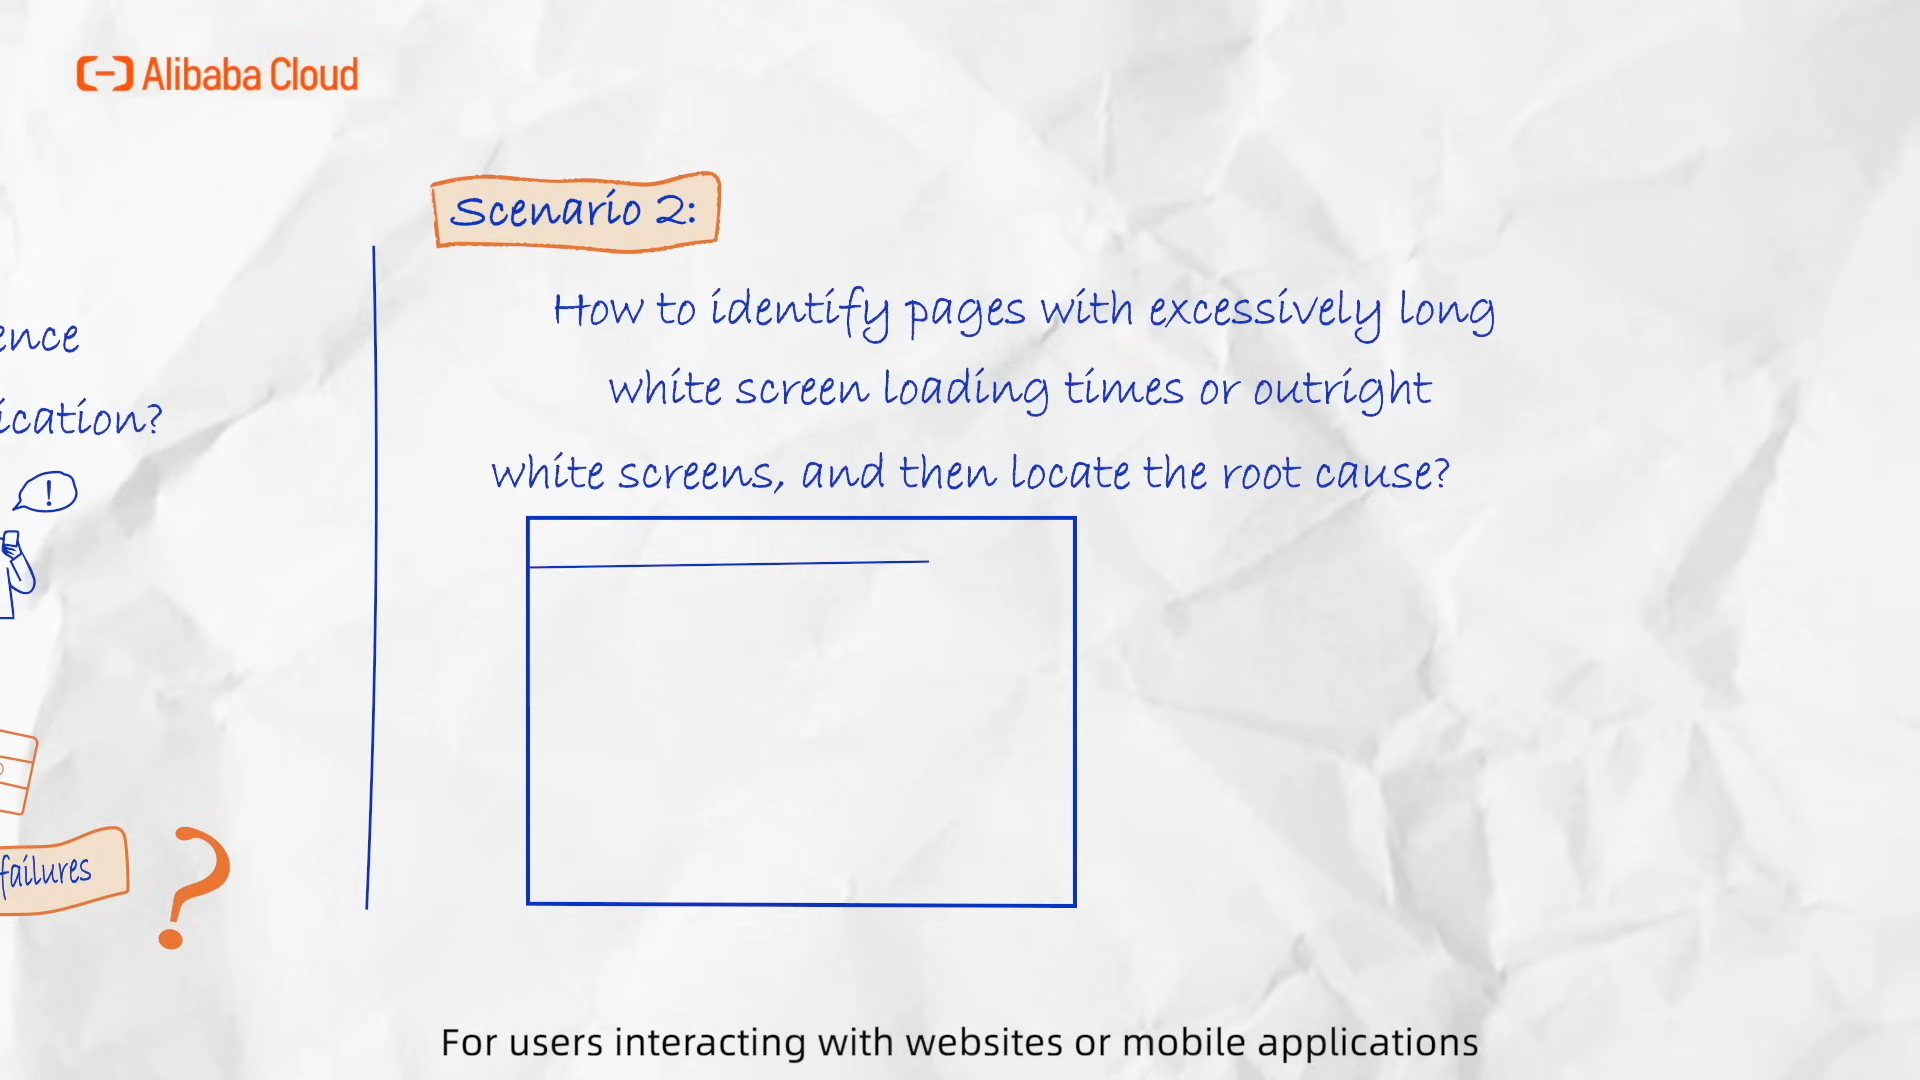 Alibaba Cloud
Scenario 2:
How to identify pages with excessively long
white screen loading times or outright
white screens, and then locate the root cause?
ence
ication?
!
failures
?
For users interacting with websites or mobile applications